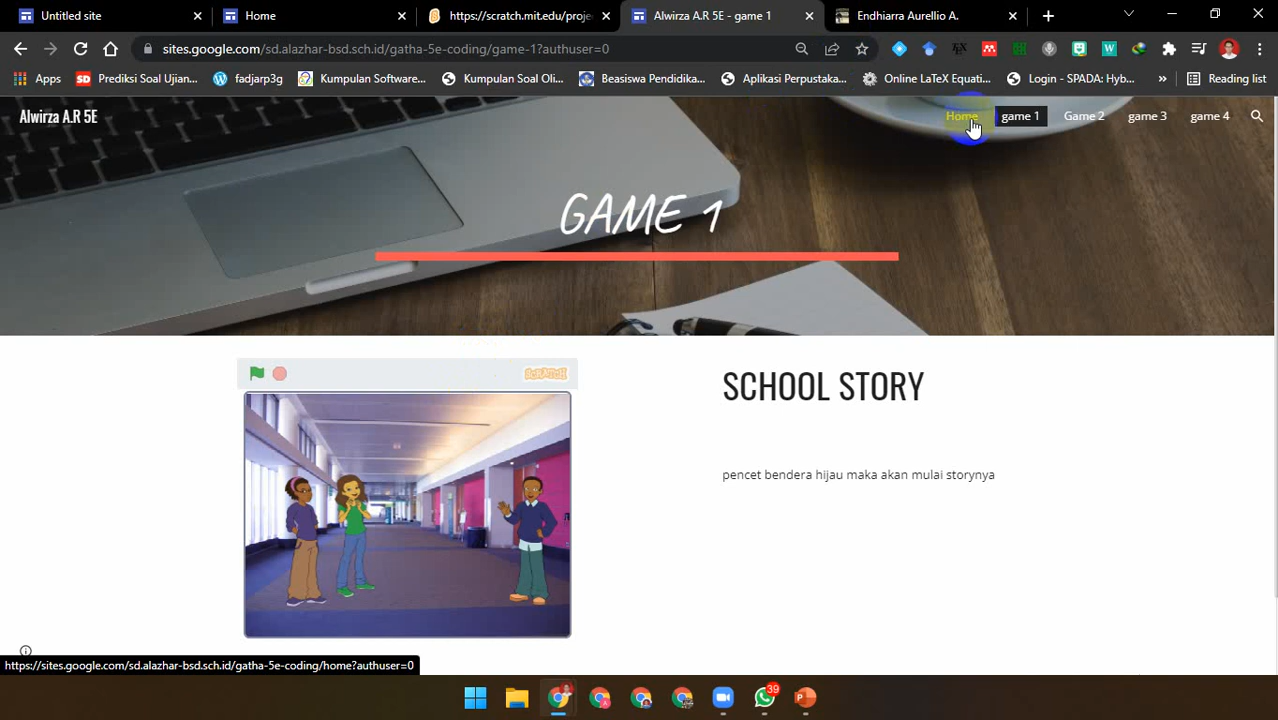 Untitled site
Home
https://scratch.mit.edu/proje
Alwirza A.R 5E - game 1
Endhiarra Aurellio A.
sites.google.com/sd.alazhar-bsd.sch.id/gatha-5e-coding/game-1?authuser=0
Apps
Prediksi Soal Ujian...
fadjarp3g
Kumpulan Software...
Kumpulan Soal Oli...
Beasiswa Pendidika...
Aplikasi Perpustaka...
Online LaTeX Equati...
Login - SPADA: Hyb...
Reading list
Alwirza A.R 5E
Home
game 1
Game 2
game 3
game 4
GAME 1
SCRATCH
SCHOOL STORY
pencet bendera hijau maka akan mulai storynya
https://sites.google.com/sd.alazhar-bsd.sch.id/gatha-5e-coding/home?authuser=0
39